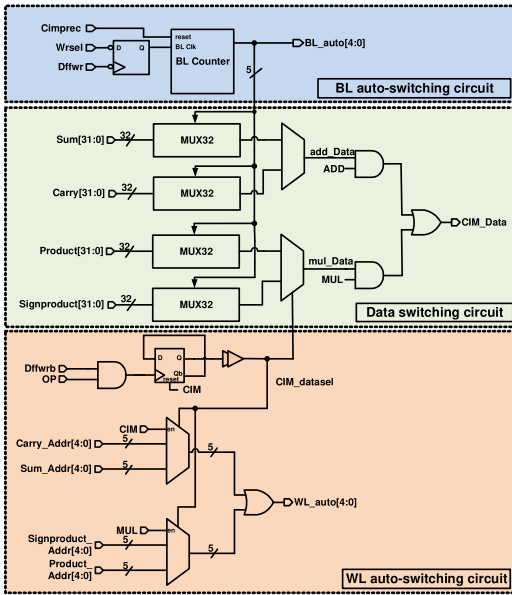 Cimprec
reset
Wrsel
D
Q
BL Clk
BL_auto[4:0]
Dffwr
BL Counter
5
BL auto-switching circuit
Sum[31:0]
32
MUX32
add_Data
ADD
Carry[31:0]
32
MUX32
CIM_Data
Product[31:0]
32
MUX32
mul_Data
MUL
Signproduct[31:0]
32
MUX32
Data switching circuit
D
Q
Dffwrb
OP
Qb
reset
CIM
CIM_datasel
CIM
en
Carry_Addr[4:0]
5
5
Sum_Addr[4:0]
5
WL_auto[4:0]
MUL
en
Signproduct_
Addr[4:0]
5
5
Product_
Addr[4:0]
5
WL auto-switching circuit